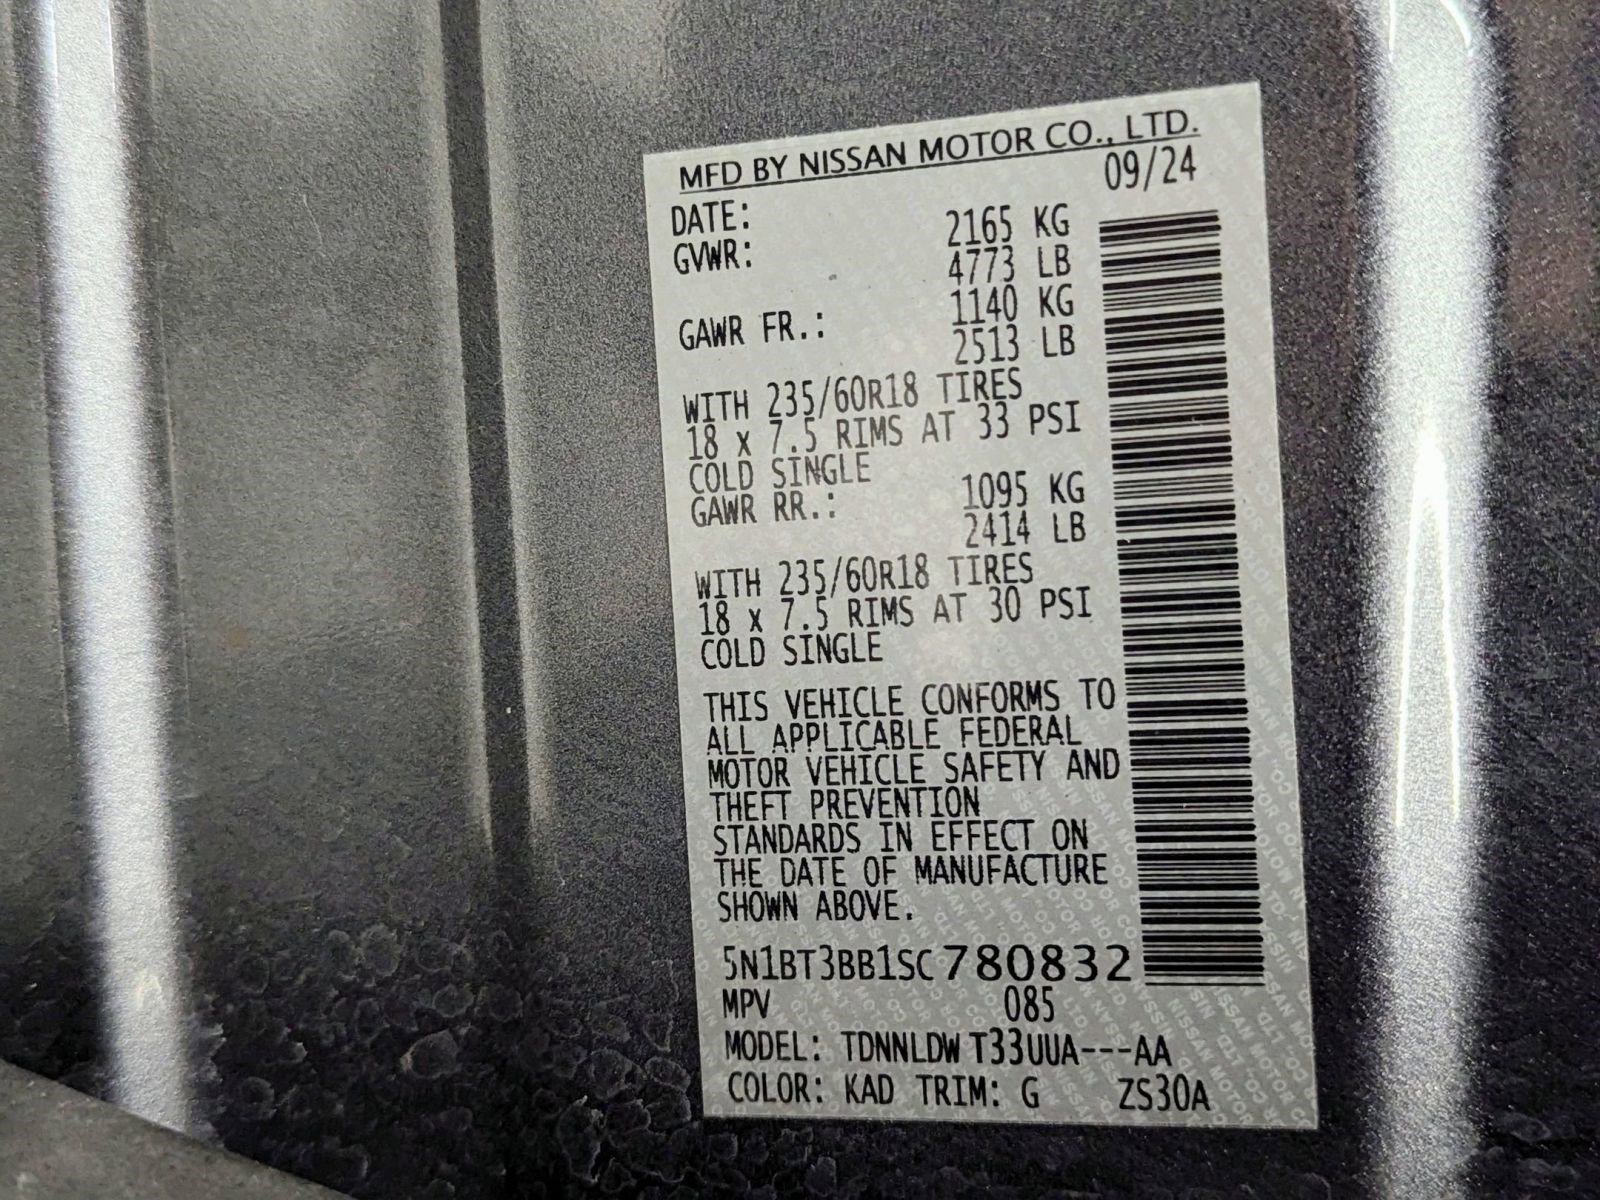 MFD BY NISSAN MOTOR CO., LTD.
DATE: 09/24
GVWR: 2165 KG
4773 LB
GAWR FR.: 1140 KG
2513 LB
WITH 235/60R18 TIRES
18 x 7.5 RIMS AT 33 PSI
COLD SINGLE
GAWR RR.: 1095 KG
2414 LB
WITH 235/60R18 TIRES
18 x 7.5 RIMS AT 30 PSI
COLD SINGLE
THIS VEHICLE CONFORMS TO
ALL APPLICABLE FEDERAL
MOTOR VEHICLE SAFETY AND
THEFT PREVENTION
STANDARDS IN EFFECT ON
THE DATE OF MANUFACTURE
SHOWN ABOVE.
5N1BT3BB1SC780832
MPV 085
MODEL: TDNNLDW T33UUA---AA
COLOR: KAD TRIM: G ZS30A